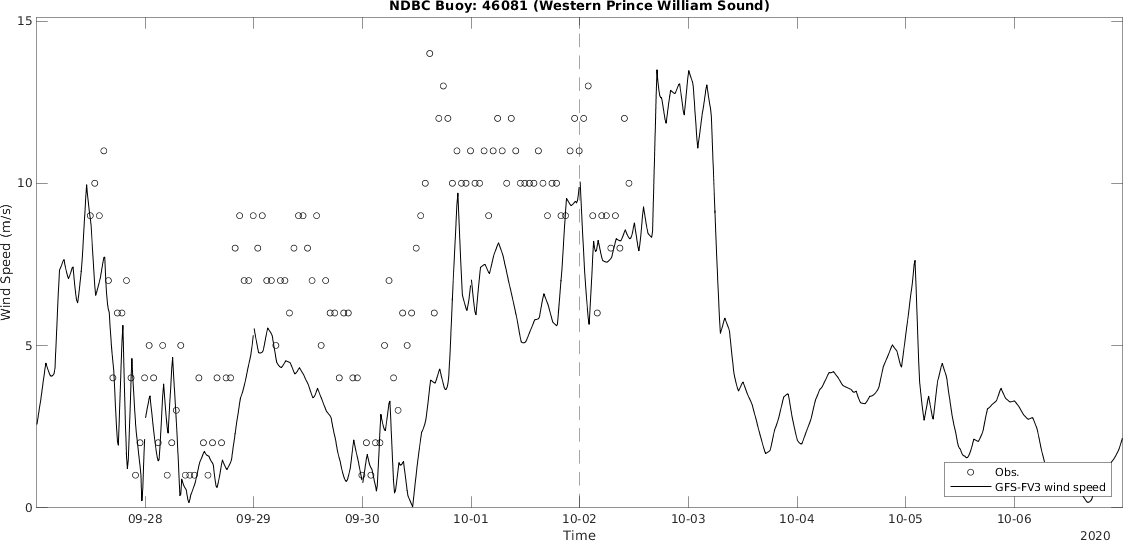 NDBC Buoy: 46081 (Western Prince William Sound)
15
10
5
0
Wind Speed (m/s)
09-28 09-29 09-30 10-01 10-02 10-03 10-04 10-05 10-06
Time
2020
Obs.
GFS-FV3 wind speed